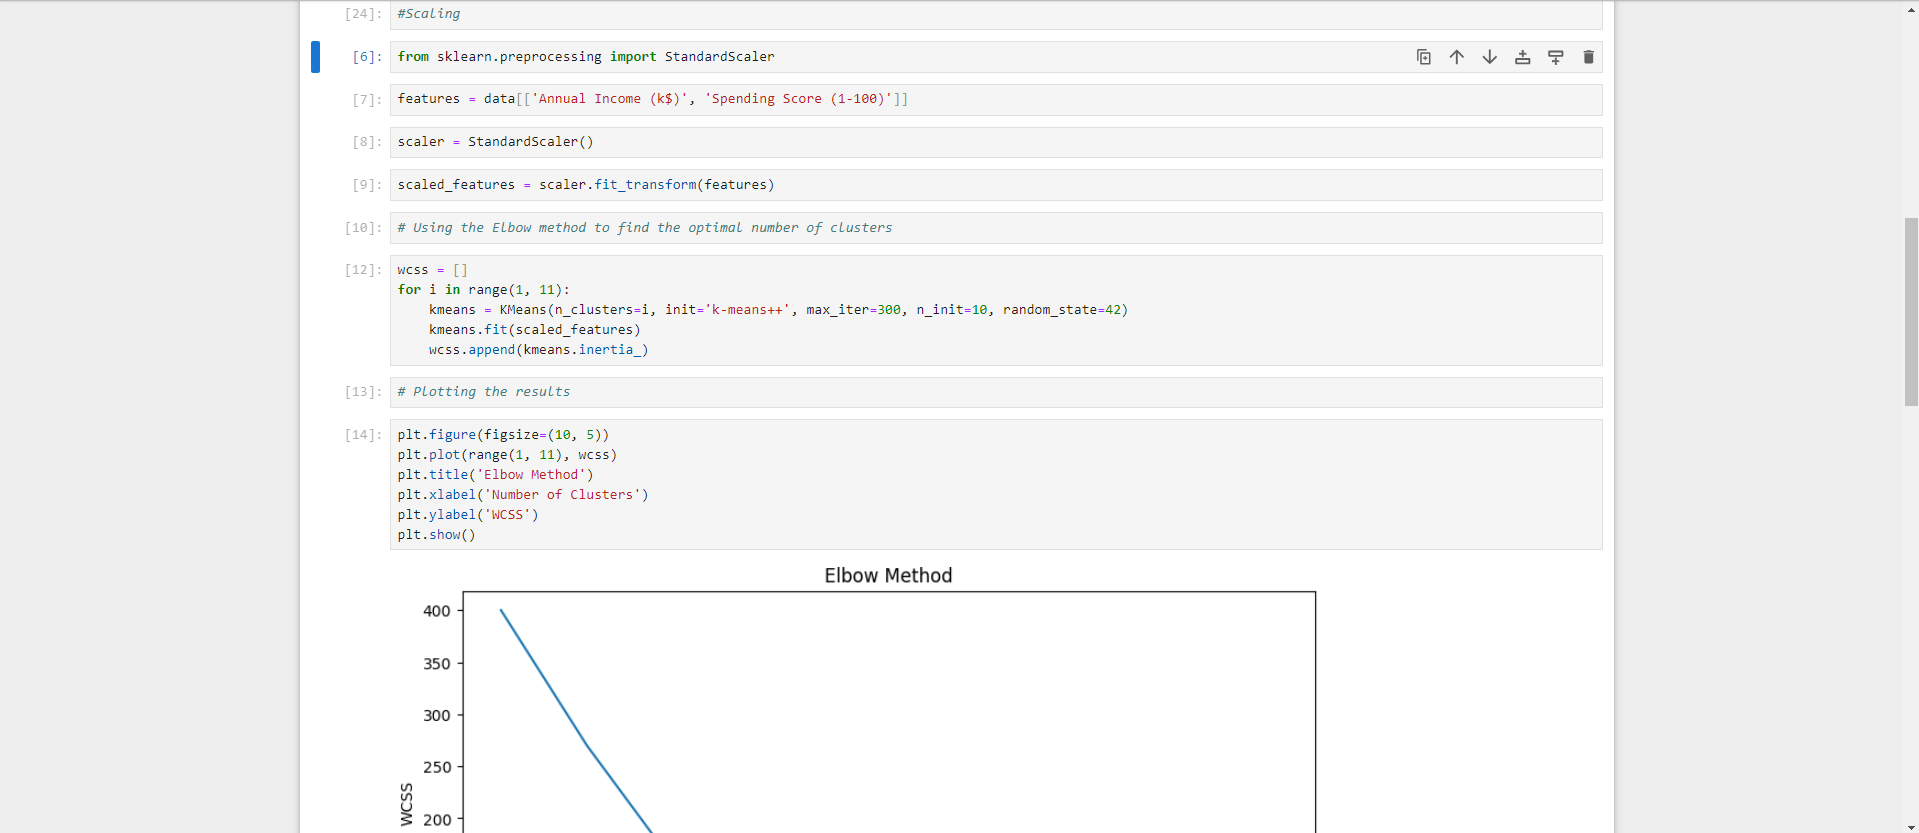 [24]: #Scaling
[6]: from sklearn.preprocessing import StandardScaler
[7]: features = data[['Annual Income (k$)', 'Spending Score (1-100)']]
[8]: scaler = StandardScaler()
[9]: scaled_features = scaler.fit_transform(features)
[10]: # Using the Elbow method to find the optimal number of clusters
[12]: wcss = []
for i in range(1, 11):
    kmeans = KMeans(n_clusters=i, init='k-means++', max_iter=300, n_init=10, random_state=42)
    kmeans.fit(scaled_features)
    wcss.append(kmeans.inertia_)
[13]: # Plotting the results
[14]: plt.figure(figsize=(10, 5))
plt.plot(range(1, 11), wcss)
plt.title('Elbow Method')
plt.xlabel('Number of Clusters')
plt.ylabel('WCSS')
plt.show()
Elbow Method
400
350
300
250
200
WCSS